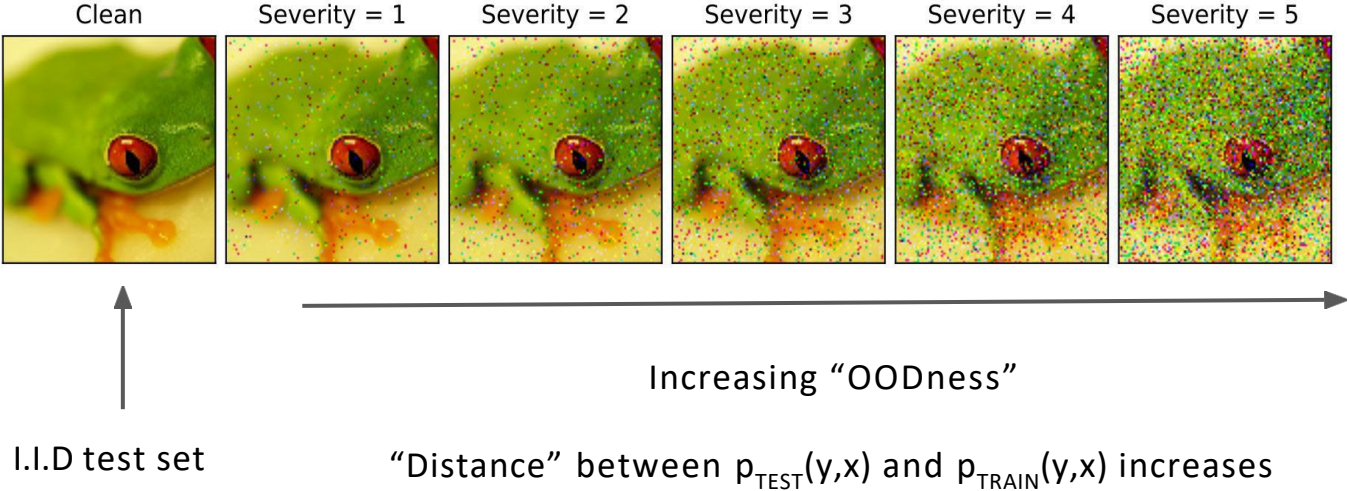 Clean Severity = 1 Severity = 2 Severity = 3 Severity = 4 Severity = 5
Increasing “OODness”
I.I.D test set
“Distance” between pTEST(y,x) and pTRAIN(y,x) increases